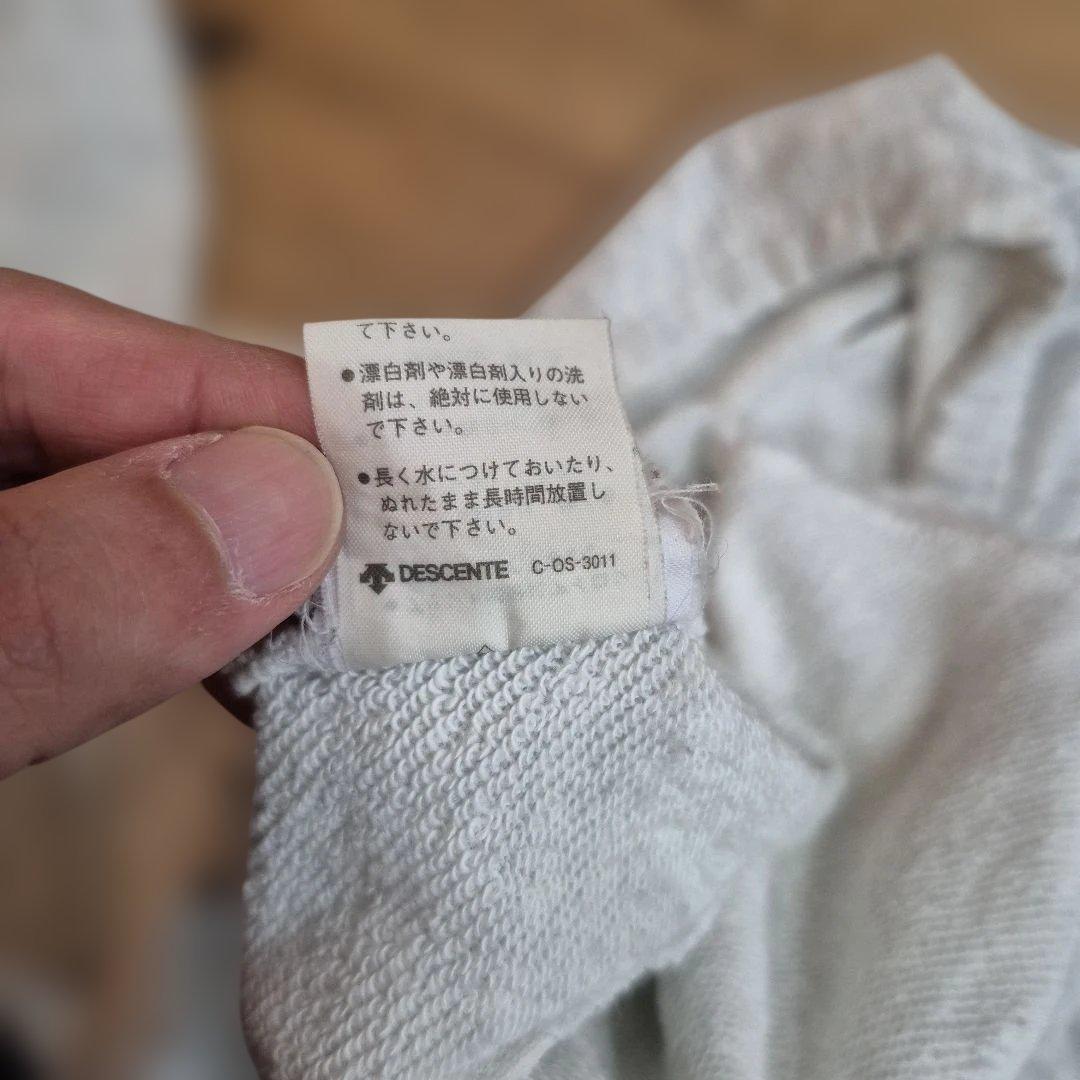 て下さい。
●漂白剤や漂白剤入りの洗
剤は、絶対に使用しない
で下さい。
●長く水につけておいたり、
ぬれたまま長時間放置し
ないで下さい。
DESCENTE C-OS-3011